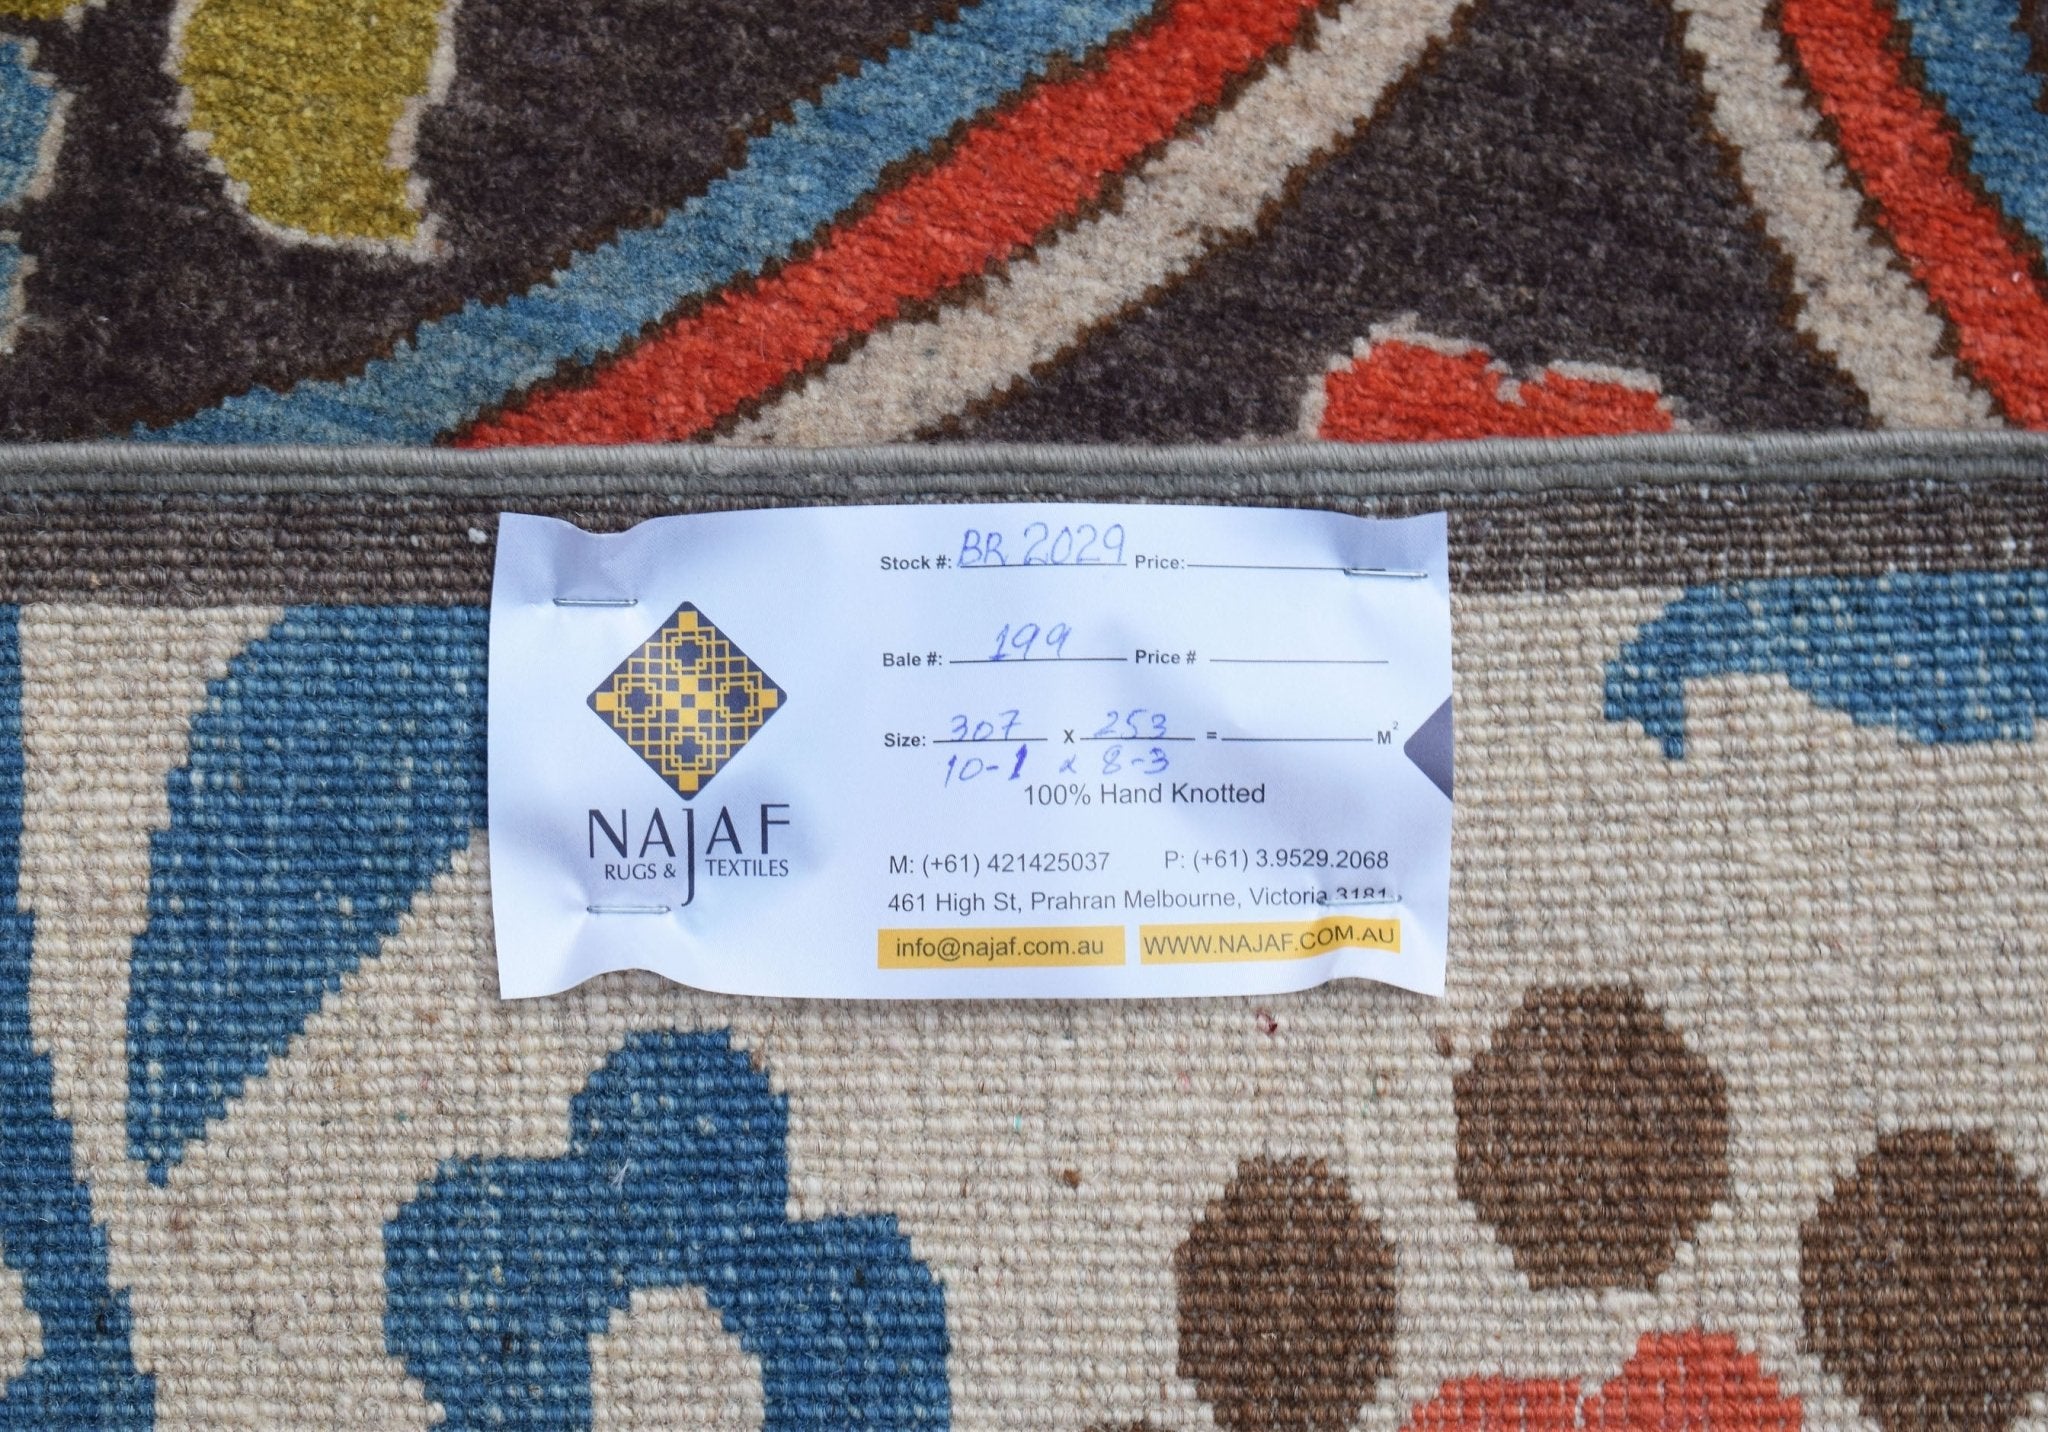 Stock #: BR 2029 Price:
Bale #: 199 Price #
Size: 307 X 253 = M²
10-1 x 8-3
100% Hand Knotted
NAJAF
RUGS & TEXTILES
M: (+61) 421425037 P: (+61) 3.9529.2068
461 High St, Prahran Melbourne, Victoria 3181
info@najaf.com.au WWW.NAJAF.COM.AU